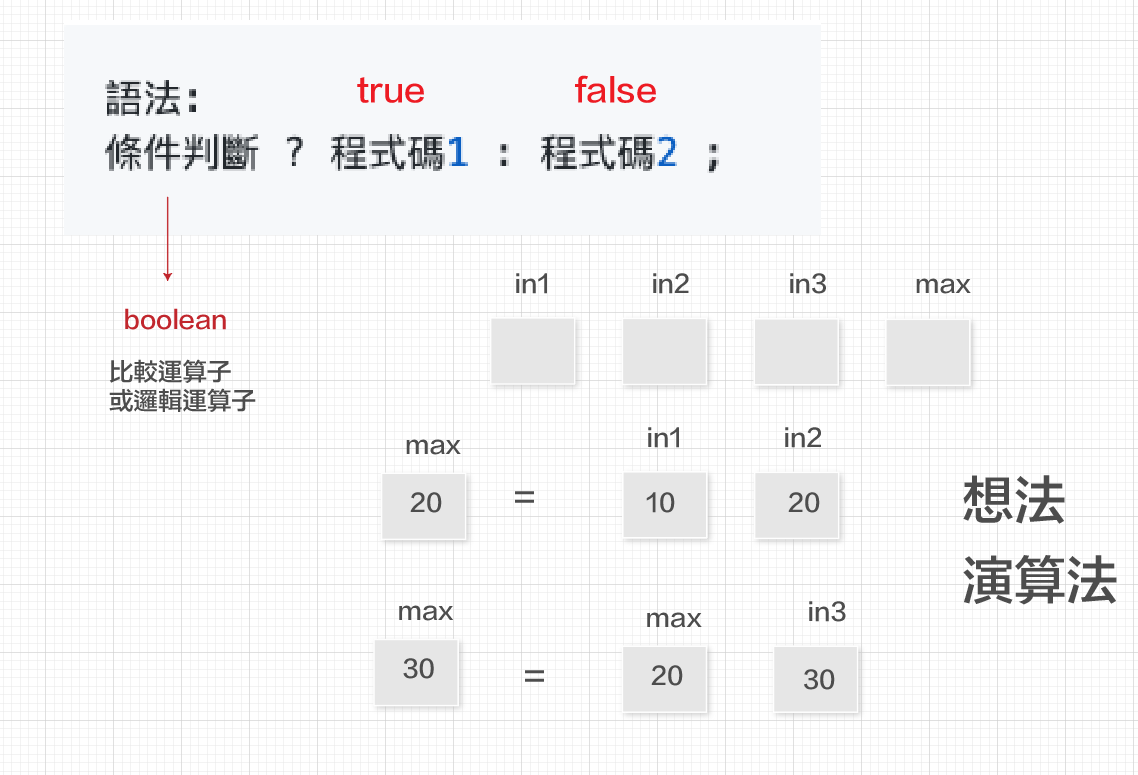 語法:
true false
條件判斷 ? 程式碼1 : 程式碼2 ;
boolean
比較運算子
或邏輯運算子
in1 in2 in3 max
max in1 in2
20 = 10 20
想法
演算法
max max in3
30 = 20 30